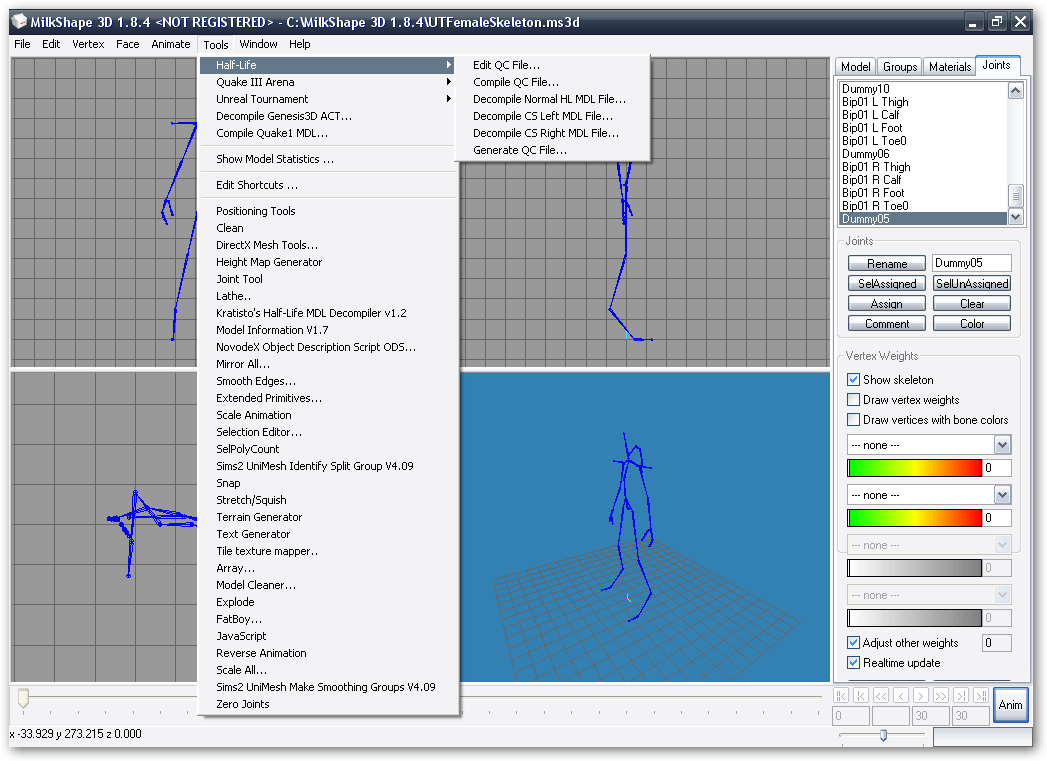 MilkShape 3D 1.8.4 <NOT REGISTERED> - C:\MilkShape 3D 1.8.4\UTFemaleSkeleton.ms3d
File Edit Vertex Face Animate Tools Window Help
Half-Life
Quake III Arena
Unreal Tournament
Decompile Genesis3D ACT...
Compile Quake1 MDL...
Show Model Statistics ...
Edit Shortcuts ...
Positioning Tools
Clean
DirectX Mesh Tools...
Height Map Generator
Joint Tool
Lathe..
Kratisto's Half-Life MDL Decompiler v1.2
Model Information V1.7
NovodeX Object Description Script ODS...
Mirror All...
Smooth Edges...
Extended Primitives...
Scale Animation
Selection Editor...
SelPolyCount
Sims2 UniMesh Identify Split Group V4.09
Snap
Stretch/Squish
Terrain Generator
Text Generator
Tile texture mapper..
Array...
Model Cleaner...
Explode
FatBoy...
JavaScript
Reverse Animation
Scale All...
Sims2 UniMesh Make Smoothing Groups V4.09
Zero Joints
Edit QC File...
Compile QC File...
Decompile Normal HL MDL File...
Decompile CS Left MDL File...
Decompile CS Right MDL File...
Generate QC File...
Model Groups Materials Joints
Dummy10
Bip01 L Thigh
Bip01 L Calf
Bip01 L Foot
Bip01 L Toe0
Dummy06
Bip01 R Thigh
Bip01 R Calf
Bip01 R Foot
Bip01 R Toe0
Dummy05
Joints
Rename Dummy05
SelAssigned SelUnAssigned
Assign Clear
Comment Color
Vertex Weights
Show skeleton
Draw vertex weights
Draw vertices with bone colors
--- none ---
0
--- none ---
0
--- none ---
0
--- none ---
0
Adjust other weights 0
Realtime update
0 30 30 Anim
x -33.929 y 273.215 z 0.000